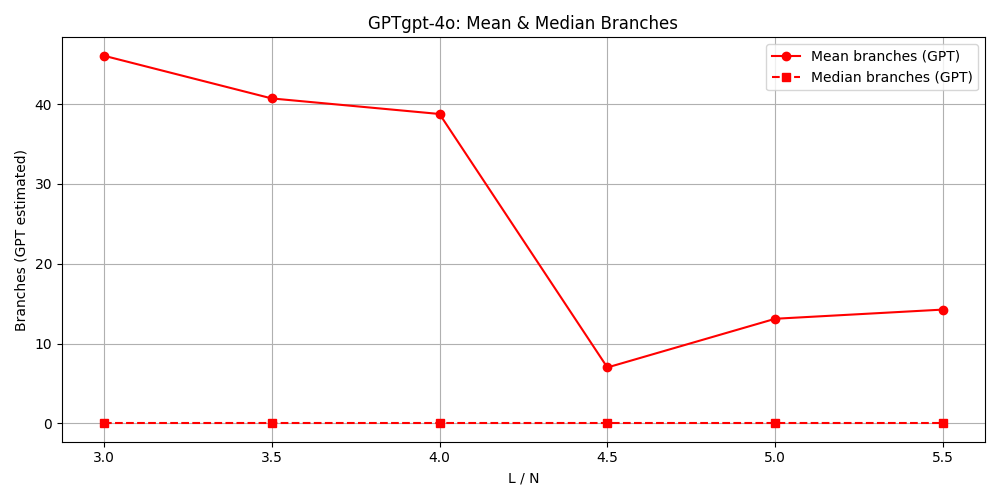 GPTgpt-4o: Mean & Median Branches
Mean branches (GPT)
Median branches (GPT)
Branches (GPT estimated)
40
30
20
10
0
3.0 3.5 4.0 4.5 5.0 5.5
L / N